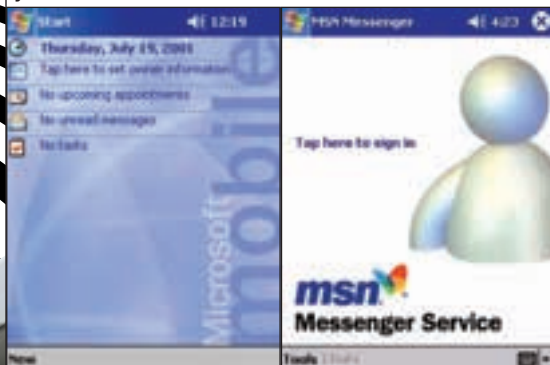 Start 12:19
Thursday, July 19, 2001
Tap here to set owner information
No upcoming appointments
No unread messages
No tasks
Microsoft
mobile
New
MSN Messenger 4:23
Tap here to sign in
msn
Messenger Service
Tools